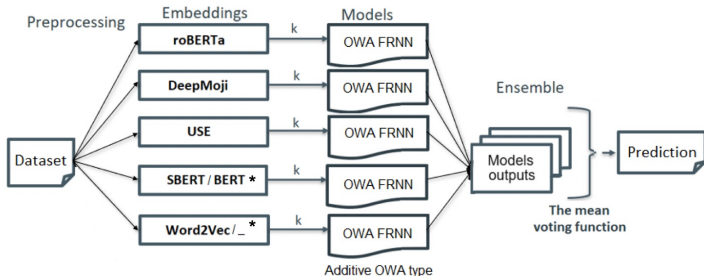 Preprocessing
Embeddings
Models
roBERTa
k
OWA FRNN
DeepMoji
k
OWA FRNN
USE
k
OWA FRNN
SBERT / BERT *
k
OWA FRNN
Word2Vec / _ *
k
OWA FRNN
Additive OWA type
Dataset
Ensemble
Models
outputs
The mean
voting function
Prediction